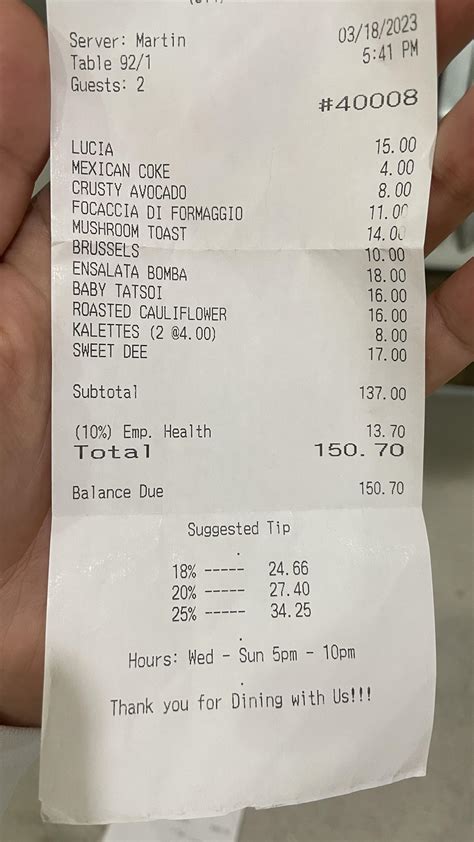 Server: Martin 03/18/2023
Table 92/1 5:41 PM
Guests: 2
#40008
LUCIA 15.00
MEXICAN COKE 4.00
CRUSTY AVOCADO 8.00
FOCACCIA DI FORMAGGIO 11.00
MUSHROOM TOAST 14.00
BRUSSELS 10.00
ENSALATA BOMBA 18.00
BABY TATSOI 16.00
ROASTED CAULIFLOWER 16.00
KALETTES (2 @4.00) 8.00
SWEET DEE 17.00
Subtotal 137.00
(10%) Emp. Health 13.70
Total 150.70
Balance Due 150.70
Suggested Tip
.
18% ----- 24.66
20% ----- 27.40
25% ----- 34.25
.
Hours: Wed - Sun 5pm - 10pm
.
Thank you for Dining with Us!!!